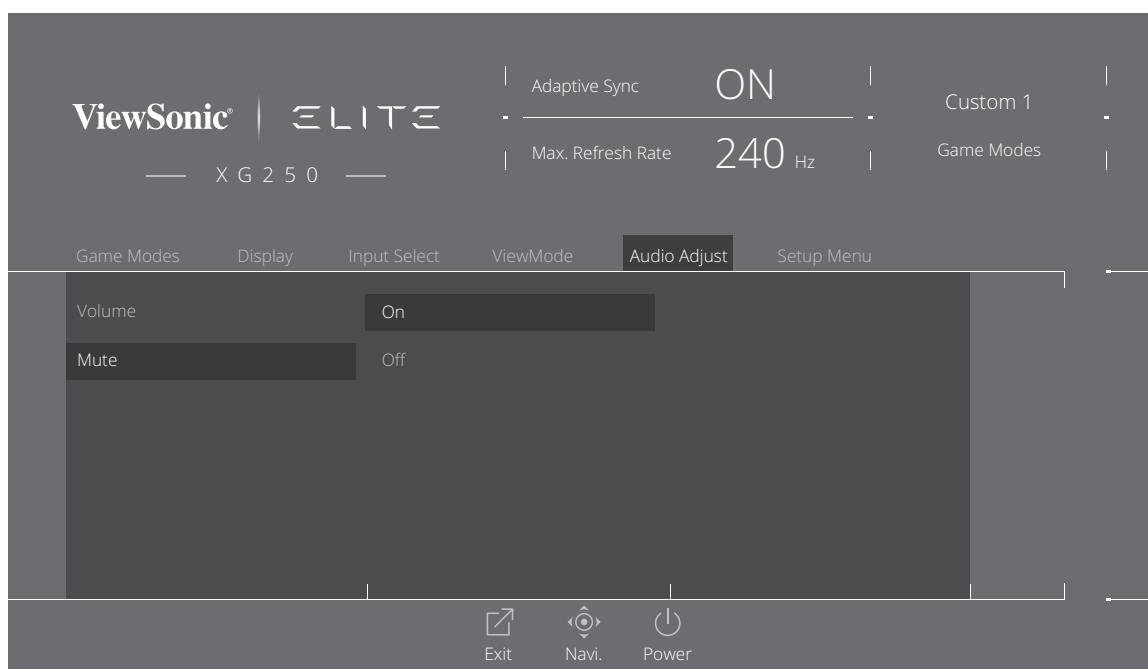 ViewSonic® ELITE
XG250
Adaptive Sync ON
Max. Refresh Rate 240 Hz
Custom 1
Game Modes
Game Modes Display Input Select ViewMode Audio Adjust Setup Menu
Volume On
Mute Off
Exit Navi. Power